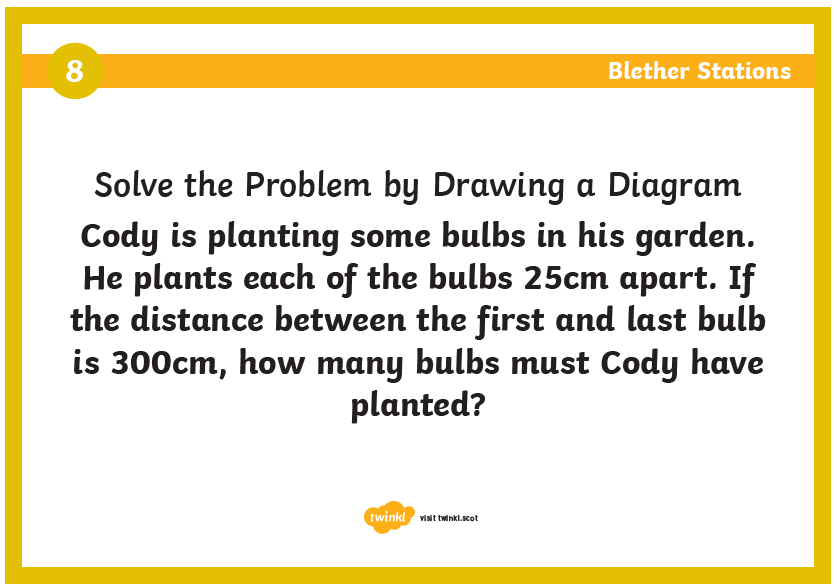 8
Blether Stations
Solve the Problem by Drawing a Diagram
Cody is planting some bulbs in his garden.
He plants each of the bulbs 25cm apart. If
the distance between the first and last bulb
is 300cm, how many bulbs must Cody have
planted?
twinkl visit twinkl.scot